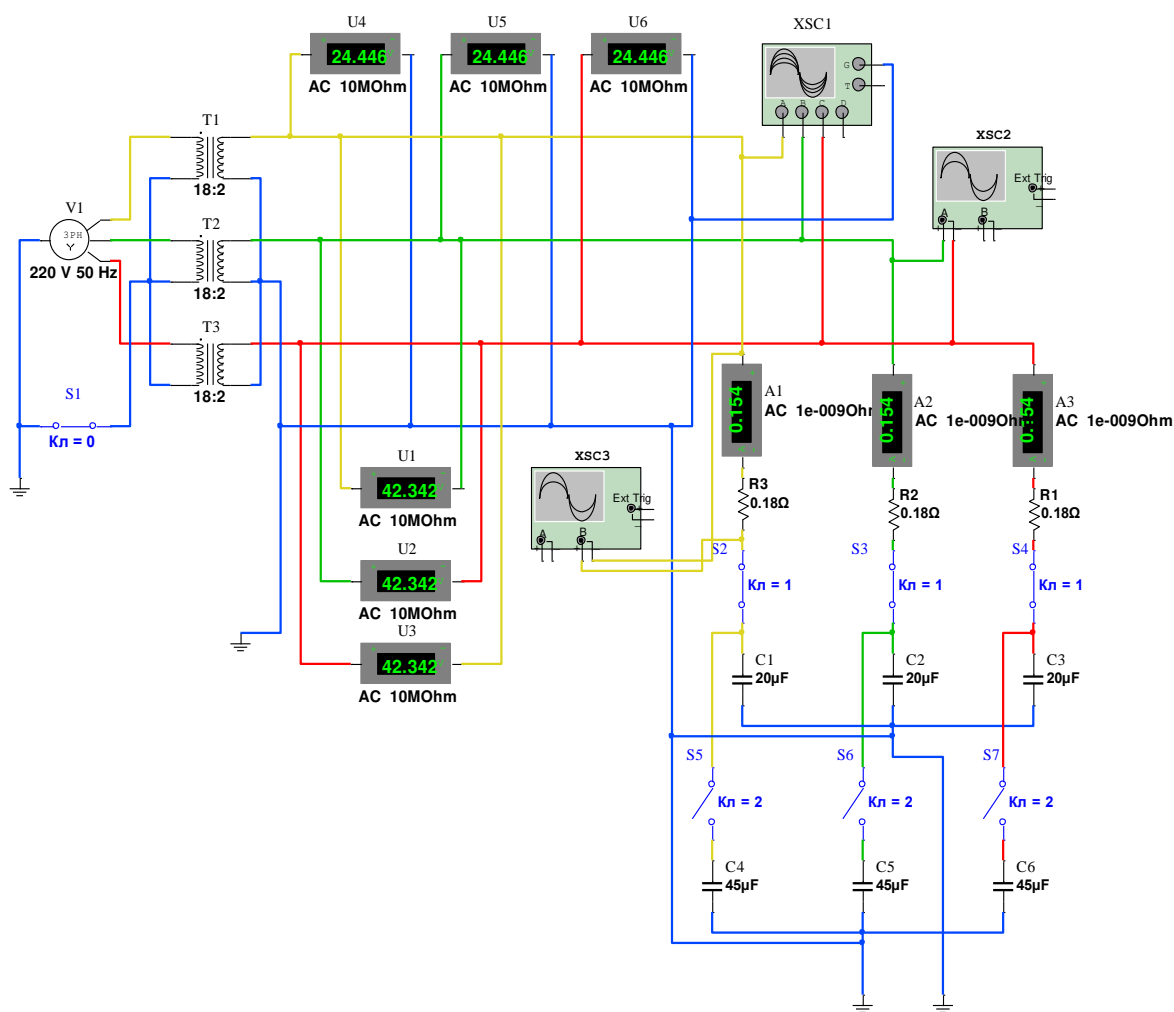 U4
24.446
AC 10MOhm
U5
24.446
AC 10MOhm
U6
24.446
AC 10MOhm
XSC1
G
T
A B C D
XSC2
Ext Trig
A B
T1
18:2
V1
3PH
Y
220 V 50 Hz
T2
18:2
T3
18:2
S1
Кл = 0
U1
42.342
AC 10MOhm
U2
42.342
AC 10MOhm
U3
42.342
AC 10MOhm
XSC3
Ext Trig
A B
A1
0.154
AC 1e-009Ohm
A2
0.154
AC 1e-009Ohm
A3
0.154
AC 1e-009Ohm
R3
0.18Ω
R2
0.18Ω
R1
0.18Ω
S2
Кл = 1
S3
Кл = 1
S4
Кл = 1
C1
20µF
C2
20µF
C3
20µF
S5
Кл = 2
S6
Кл = 2
S7
Кл = 2
C4
45µF
C5
45µF
C6
45µF